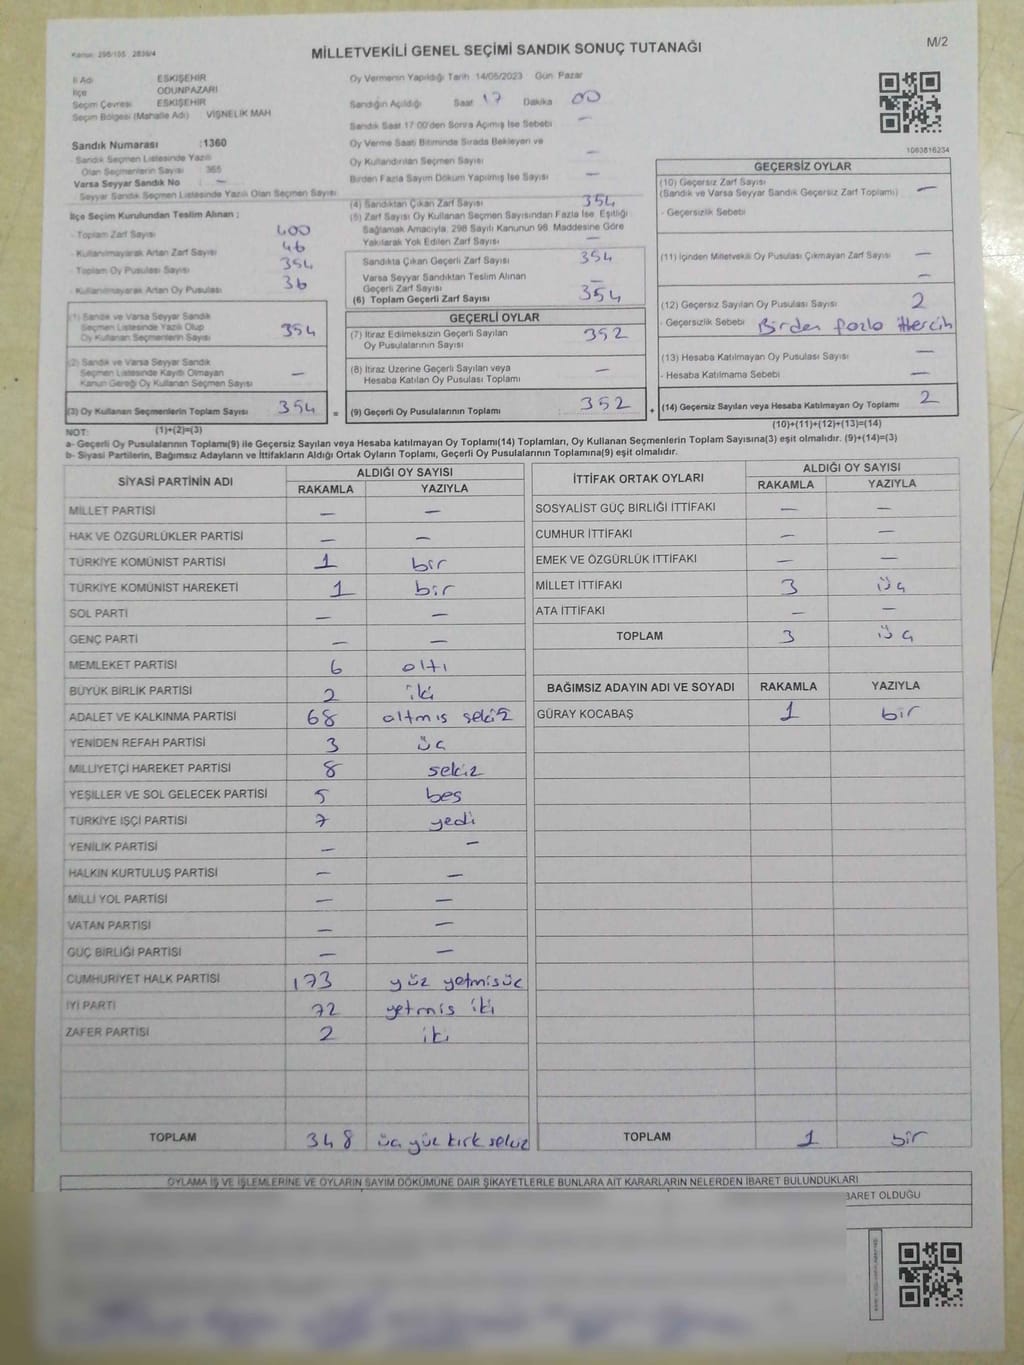 Kanun: 298/105 2839/4
MİLLETVEKİLİ GENEL SEÇİMİ SANDIK SONUÇ TUTANAĞI
M/2
İl Adı ESKİŞEHİR
İlçe ODUNPAZARI
Seçim Çevresi ESKİŞEHİR
Seçim Bölgesi (Mahalle Adı) VİŞNELİK MAH
Sandık Numarası :1360
- Sandık Seçmen Listesinde Yazılı
Olan Seçmenlerin Sayısı 365
Varsa Seyyar Sandık No —
- Seyyar Sandık Seçmen Listesinde Yazılı Olan Seçmen Sayısı
İlçe Seçim Kurulundan Teslim Alınan ;
- Toplam Zarf Sayısı 400
- Kullanılmayarak Artan Zarf Sayısı 46
- Toplam Oy Pusulası Sayısı 354
- Kullanılmayarak Artan Oy Pusulası 36
(1) Sandık ve Varsa Seyyar Sandık
Seçmen Listesinde Yazılı Olup
Oy Kullanan Seçmenlerin Sayısı 354
(2) Sandık ve Varsa Seyyar Sandık
Seçmen Listesinde Kayıtlı Olmayan
Kanun Gereği Oy Kullanan Seçmen Sayısı —
(3) Oy Kullanan Seçmenlerin Toplam Sayısı 354 =
(1)+(2)=(3)
Oy Vermenin Yapıldığı Tarih 14/05/2023 Gün Pazar
Sandığın Açıldığı Saat 17 Dakika 00
Sandık Saat 17:00'den Sonra Açılmış İse Sebebi —
Oy Verme Saati Bitiminde Sırada Bekleyen ve
Oy Kullandırılan Seçmen Sayısı —
Birden Fazla Sayım Döküm Yapılmış İse Sayısı —
(4) Sandıktan Çıkan Zarf Sayısı 354
(5) Zarf Sayısı Oy Kullanan Seçmen Sayısından Fazla İse, Eşitliği
Sağlamak Amacıyla, 298 Sayılı Kanunun 98. Maddesine Göre
Yakılarak Yok Edilen Zarf Sayısı —
Sandıkta Çıkan Geçerli Zarf Sayısı 354
Varsa Seyyar Sandıktan Teslim Alınan
Geçerli Zarf Sayısı —
(6) Toplam Geçerli Zarf Sayısı 354
GEÇERLİ OYLAR
(7) İtiraz Edilmeksizin Geçerli Sayılan
Oy Pusulalarının Sayısı 352
(8) İtiraz Üzerine Geçerli Sayılan veya
Hesaba Katılan Oy Pusulası Toplamı —
(9) Geçerli Oy Pusulalarının Toplamı 352 +
1063816234
GEÇERSİZ OYLAR
(10) Geçersiz Zarf Sayısı
(Sandık ve Varsa Seyyar Sandık Geçersiz Zarf Toplamı) —
- Geçersizlik Sebebi
(11) İçinden Milletvekili Oy Pusulası Çıkmayan Zarf Sayısı —
—
(12) Geçersiz Sayılan Oy Pusulası Sayısı 2
- Geçersizlik Sebebi Birden fazla tercih
(13) Hesaba Katılmayan Oy Pusulası Sayısı —
- Hesaba Katılmama Sebebi —
(14) Geçersiz Sayılan veya Hesaba Katılmayan Oy Toplamı 2
(10)+(11)+(12)+(13)=(14)
NOT:
a- Geçerli Oy Pusulalarının Toplamı(9) ile Geçersiz Sayılan veya Hesaba katılmayan Oy Toplamı(14) Toplamları, Oy Kullanan Seçmenlerin Toplam Sayısına(3) eşit olmalıdır. (9)+(14)=(3)
b- Siyasi Partilerin, Bağımsız Adayların ve İttifakların Aldığı Ortak Oyların Toplamı, Geçerli Oy Pusulalarının Toplamına(9) eşit olmalıdır.
SİYASİ PARTİNİN ADI ALDIĞI OY SAYISI
RAKAMLA YAZIYLA
MİLLET PARTİSİ — —
HAK VE ÖZGÜRLÜKLER PARTİSİ — —
TÜRKİYE KOMÜNİST PARTİSİ 1 bir
TÜRKİYE KOMÜNİST HAREKETİ 1 bir
SOL PARTİ — —
GENÇ PARTİ — —
MEMLEKET PARTİSİ 6 altı
BÜYÜK BİRLİK PARTİSİ 2 iki
ADALET VE KALKINMA PARTİSİ 68 altmış sekiz
YENİDEN REFAH PARTİSİ 3 üç
MİLLİYETÇİ HAREKET PARTİSİ 8 sekiz
YEŞİLLER VE SOL GELECEK PARTİSİ 5 beş
TÜRKİYE İŞÇİ PARTİSİ 7 yedi
YENİLİK PARTİSİ — —
HALKIN KURTULUŞ PARTİSİ — —
MİLLİ YOL PARTİSİ — —
VATAN PARTİSİ — —
GÜÇ BİRLİĞİ PARTİSİ — —
CUMHURİYET HALK PARTİSİ 173 yüz yetmişüç
İYİ PARTİ 72 yetmiş iki
ZAFER PARTİSİ 2 iki
TOPLAM 348 üç yüz kırk sekiz
İTTİFAK ORTAK OYLARI ALDIĞI OY SAYISI
RAKAMLA YAZIYLA
SOSYALİST GÜÇ BİRLİĞİ İTTİFAKI — —
CUMHUR İTTİFAKI — —
EMEK VE ÖZGÜRLÜK İTTİFAKI — —
MİLLET İTTİFAKI 3 üç
ATA İTTİFAKI — —
TOPLAM 3 üç
BAĞIMSIZ ADAYIN ADI VE SOYADI RAKAMLA YAZIYLA
GÜRAY KOCABAŞ 1 bir
TOPLAM 1 bir
OYLAMA İŞ VE İŞLEMLERİNE VE OYLARIN SAYIM DÖKÜMÜNE DAİR ŞİKAYETLERLE BUNLARA AİT KARARLARIN NELERDEN İBARET BULUNDUKLARI
BARET OLDUĞU